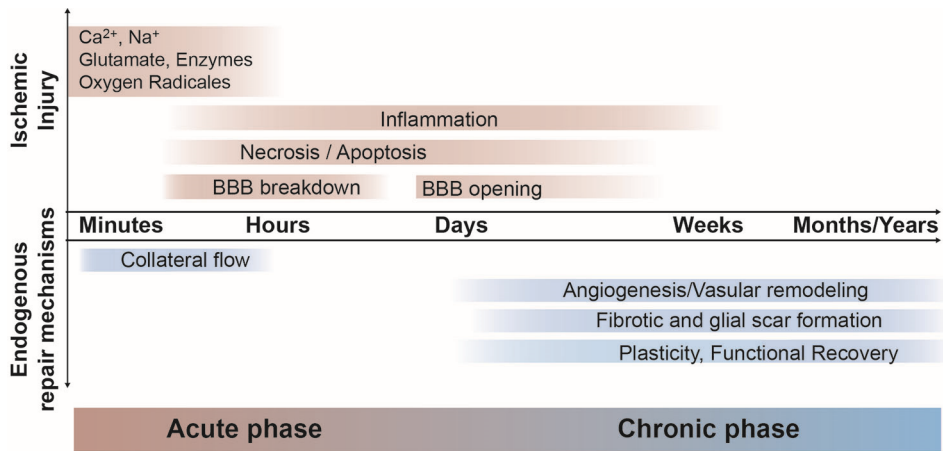 Ischemic
Injury
Ca²⁺, Na⁺
Glutamate, Enzymes
Oxygen Radicales
Inflammation
Necrosis / Apoptosis
BBB breakdown
BBB opening
Minutes
Hours
Days
Weeks
Months/Years
Endogenous
repair mechanisms
Collateral flow
Angiogenesis/Vasular remodeling
Fibrotic and glial scar formation
Plasticity, Functional Recovery
Acute phase
Chronic phase